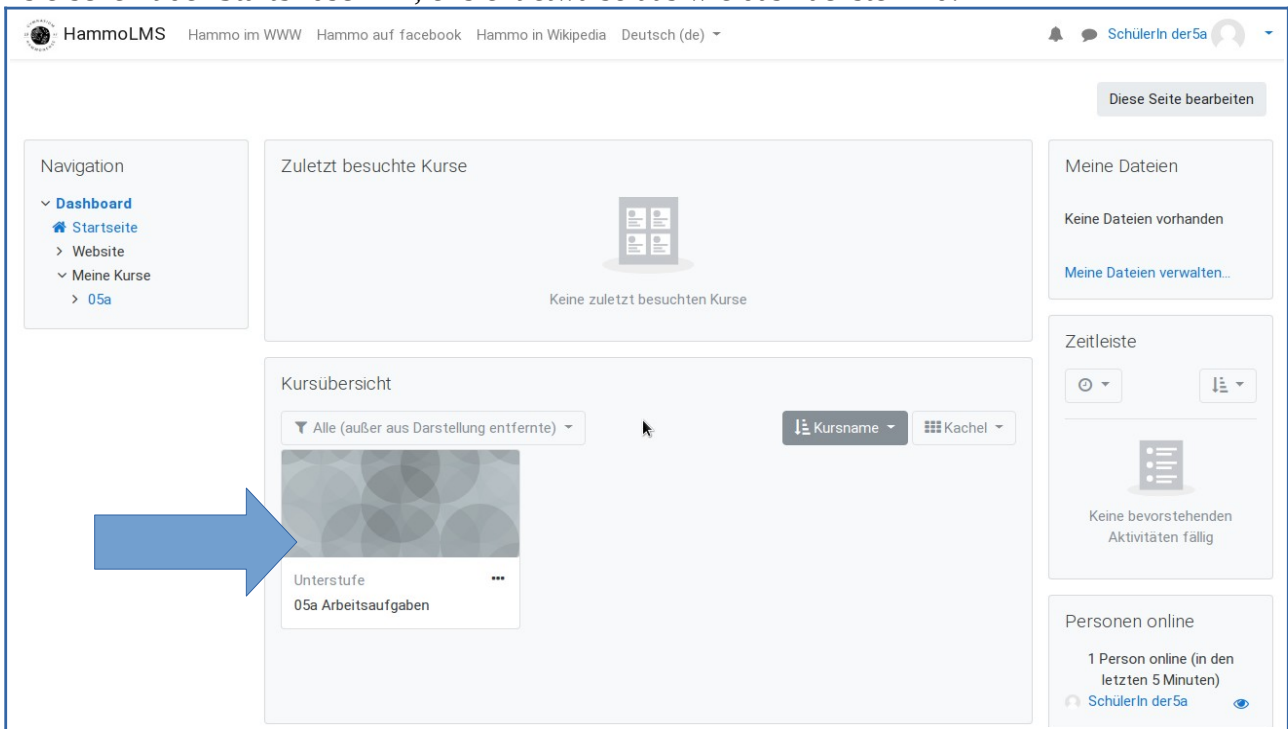 HammoLMS Hammo im WWW Hammo auf facebook Hammo in Wikipedia Deutsch (de) SchülerIn der5a
Diese Seite bearbeiten
Navigation
Dashboard
Startseite
Website
Meine Kurse
05a
Zuletzt besuchte Kurse
Keine zuletzt besuchten Kurse
Kursübersicht
Alle (außer aus Darstellung entfernte) Kursname Kachel
Unterstufe
05a Arbeitsaufgaben
Meine Dateien
Keine Dateien vorhanden
Meine Dateien verwalten...
Zeitleiste
Keine bevorstehenden
Aktivitäten fällig
Personen online
1 Person online (in den
letzten 5 Minuten)
SchülerIn der5a